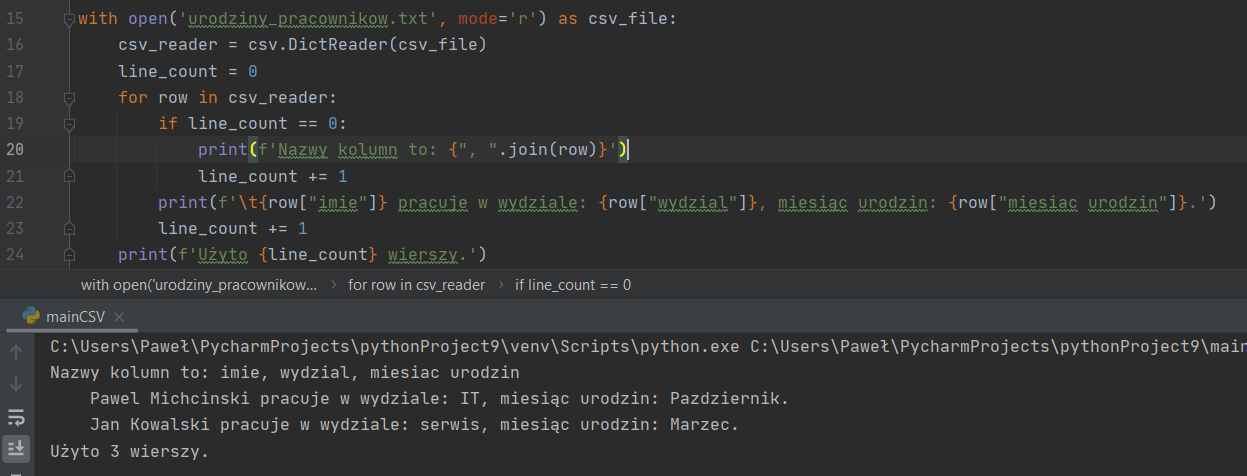 15 with open('urodziny_pracownikow.txt', mode='r') as csv_file:
16     csv_reader = csv.DictReader(csv_file)
17     line_count = 0
18     for row in csv_reader:
19         if line_count == 0:
20             print(f'Nazwy kolumn to: {", ".join(row)}')
21             line_count += 1
22         print(f'\t{row["imie"]} pracuje w wydziale: {row["wydzial"]}, miesiąc urodzin: {row["miesiac urodzin"]}.')
23         line_count += 1
24     print(f'Użyto {line_count} wierszy.')
with open('urodziny_pracownikow... › for row in csv_reader › if line_count == 0
mainCSV ×
C:\Users\Paweł\PycharmProjects\pythonProject9\venv\Scripts\python.exe C:\Users\Paweł\PycharmProjects\pythonProject9\main
Nazwy kolumn to: imie, wydzial, miesiac urodzin
    Pawel Michcinski pracuje w wydziale: IT, miesiąc urodzin: Pazdziernik.
    Jan Kowalski pracuje w wydziale: serwis, miesiąc urodzin: Marzec.
Użyto 3 wierszy.